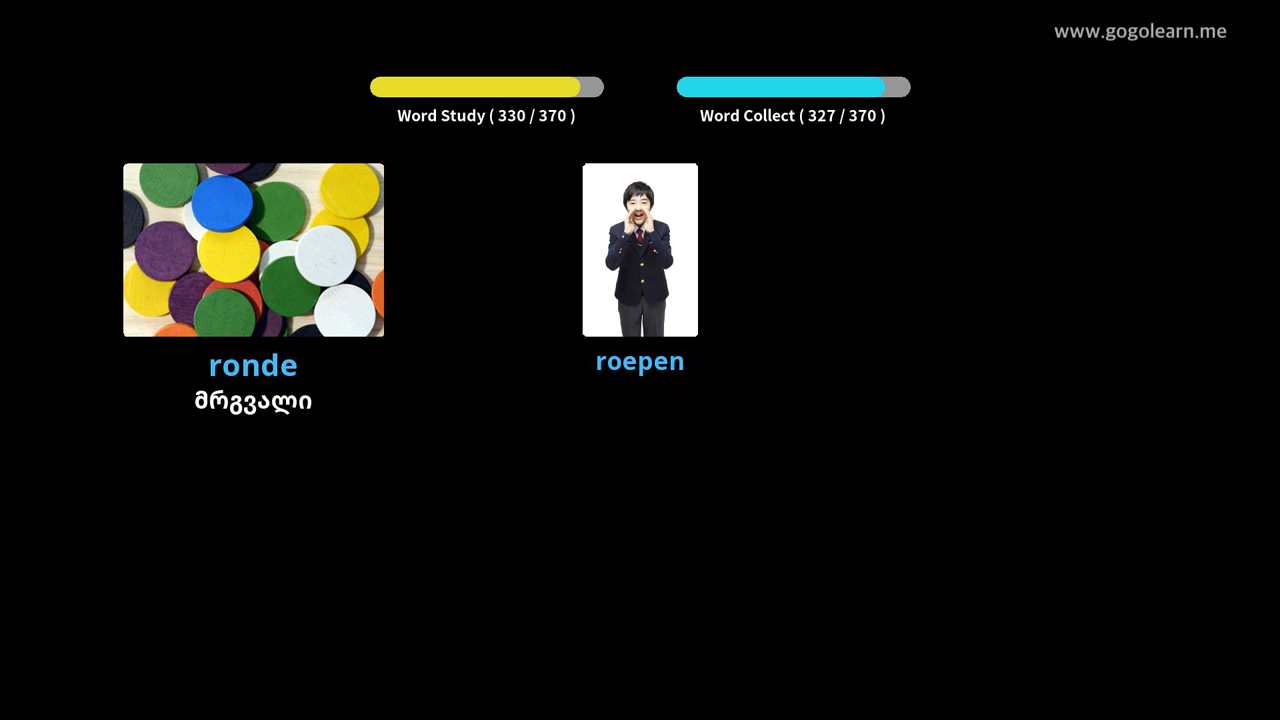 www.gogolearn.me
Word Study ( 330 / 370 )
Word Collect ( 327 / 370 )
ronde
მრგვალი
roepen